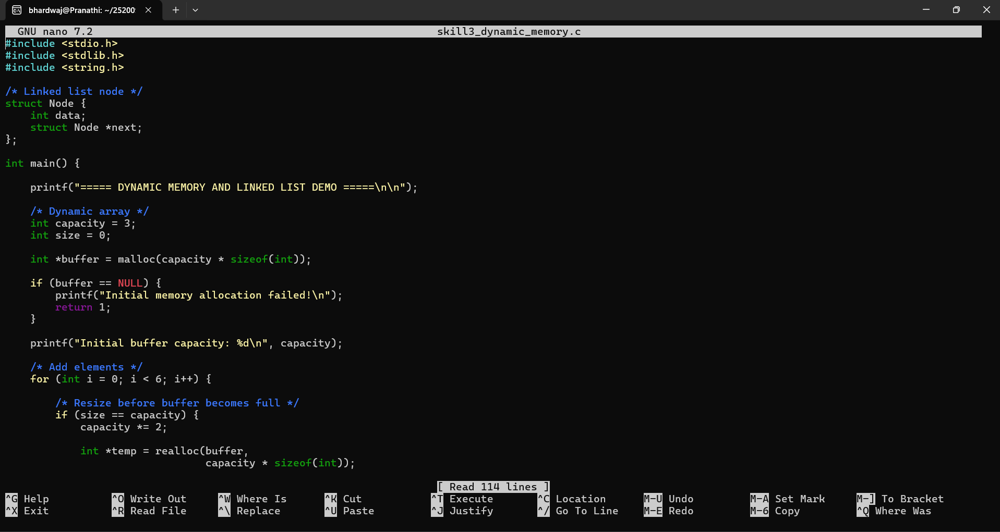 bhardwaj@Pranathi: ~/25200
GNU nano 7.2 skill3_dynamic_memory.c
#include <stdio.h>
#include <stdlib.h>
#include <string.h>

/* Linked list node */
struct Node {
    int data;
    struct Node *next;
};

int main() {

    printf("===== DYNAMIC MEMORY AND LINKED LIST DEMO =====\n\n");

    /* Dynamic array */
    int capacity = 3;
    int size = 0;

    int *buffer = malloc(capacity * sizeof(int));

    if (buffer == NULL) {
        printf("Initial memory allocation failed!\n");
        return 1;
    }

    printf("Initial buffer capacity: %d\n", capacity);

    /* Add elements */
    for (int i = 0; i < 6; i++) {

        /* Resize before buffer becomes full */
        if (size == capacity) {
            capacity *= 2;

            int *temp = realloc(buffer,
                                capacity * sizeof(int));

[ Read 114 lines ]
^G Help ^O Write Out ^W Where Is ^K Cut ^T Execute ^C Location M-U Undo M-A Set Mark M-] To Bracket
^X Exit ^R Read File ^\ Replace ^U Paste ^J Justify ^/ Go To Line M-E Redo M-6 Copy ^Q Where Was